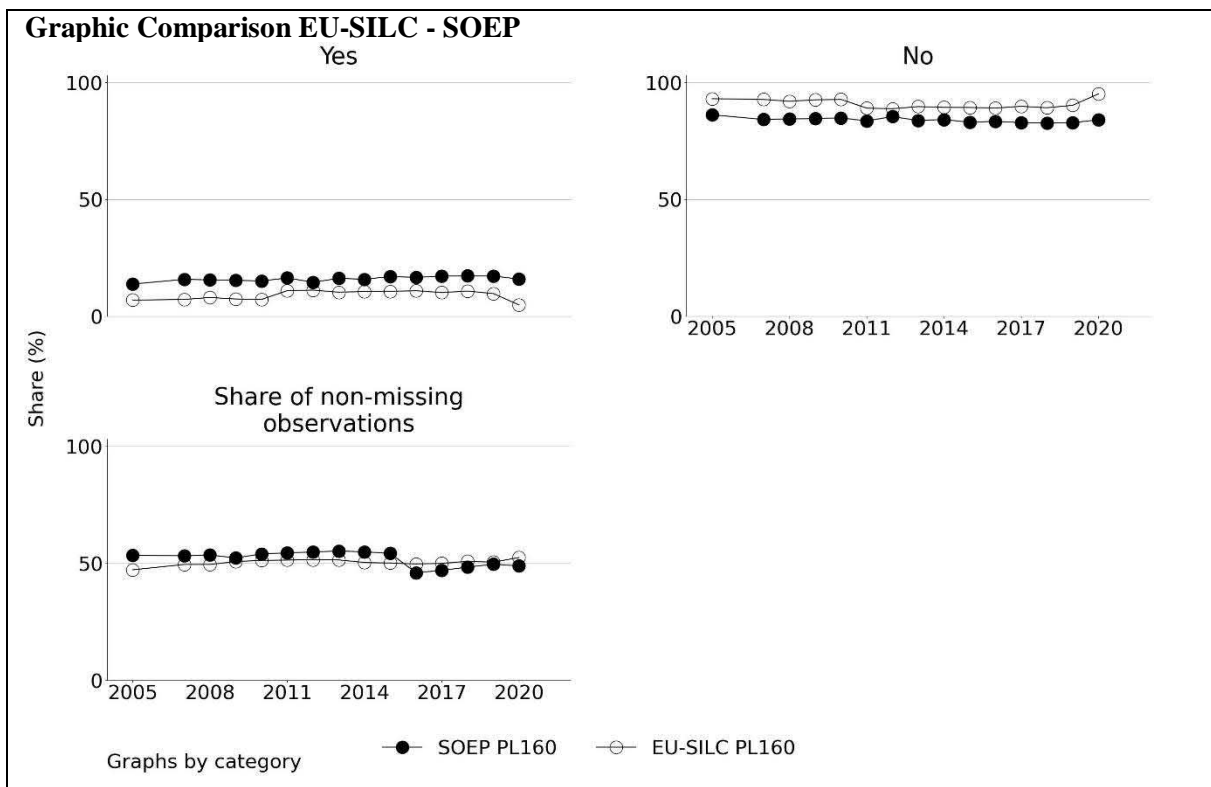 Graphic Comparison EU-SILC - SOEP
Yes
100
50
0
No
100
50
0
2005 2008 2011 2014 2017 2020
Share (%)
Share of non-missing
observations
100
50
0
2005 2008 2011 2014 2017 2020
SOEP PL160 EU-SILC PL160
Graphs by category